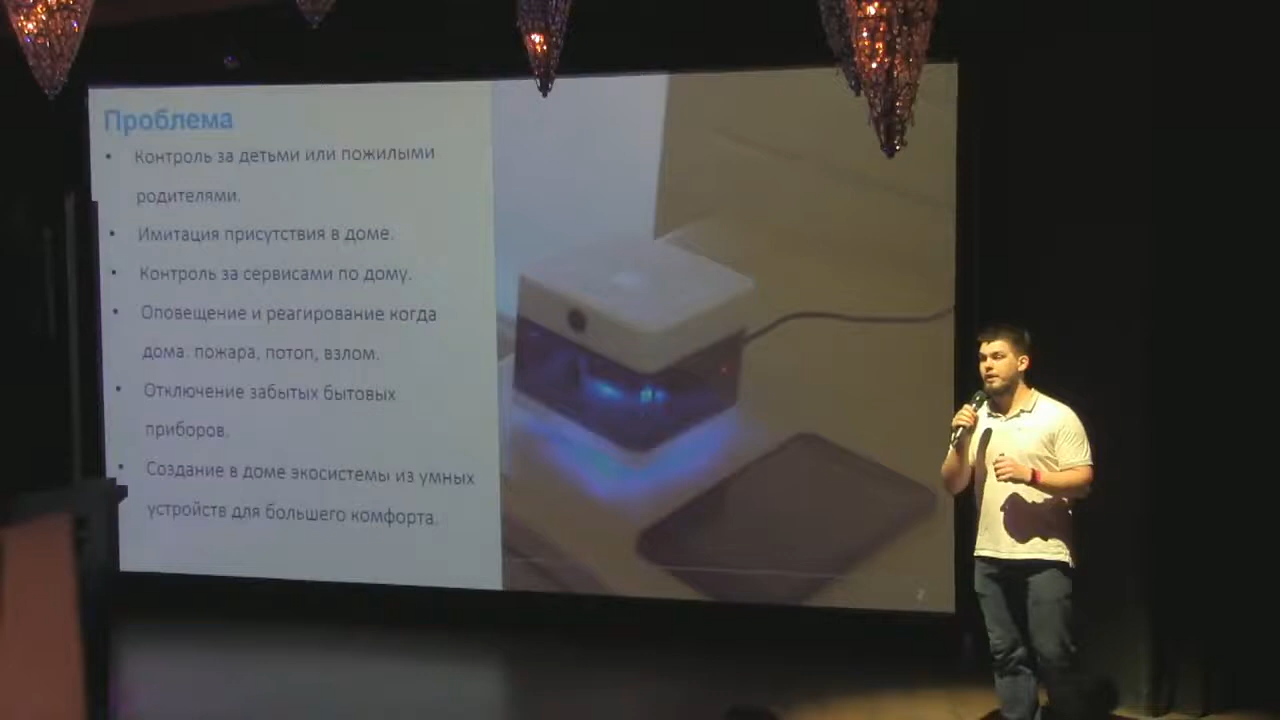 Проблема
• Контроль за детьми или пожилыми
родителями.
• Имитация присутствия в доме.
• Контроль за сервисами по дому.
• Оповещение и реагирование когда
дома. пожара, потоп, взлом.
• Отключение забытых бытовых
приборов.
• Создание в доме экосистемы из умных
устройств для большего комфорта.
2